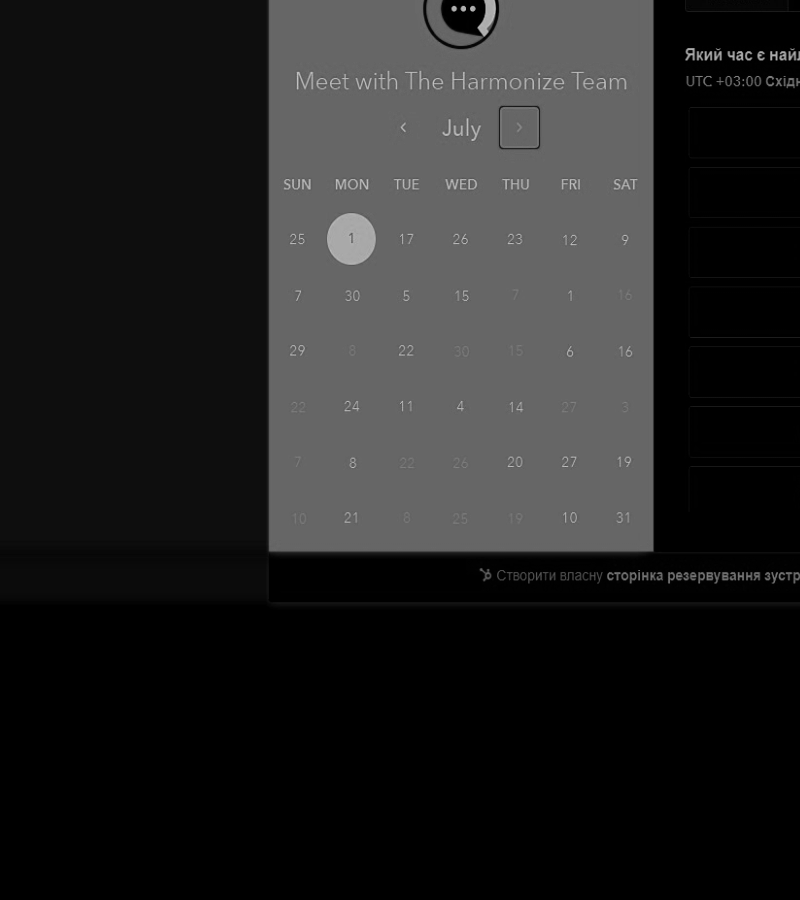 Meet with The Harmonize Team
July
SUN MON TUE WED THU FRI SAT
25 1 17 26 23 12 9
7 30 5 15 7 1 16
29 8 22 30 15 6 16
22 24 11 4 14 27 3
7 8 22 26 20 27 19
10 21 8 25 19 10 31
Який час є
UTC +03:00
Створити власну сторінка резервування